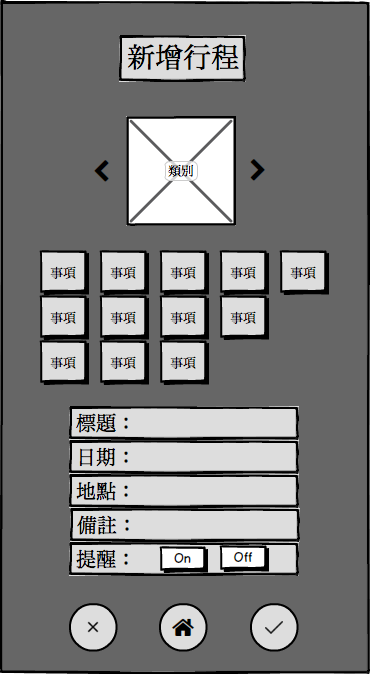 新增行程
類別
事項 事項 事項 事項 事項
事項 事項 事項 事項
事項 事項 事項
標題：
日期：
地點：
備註：
提醒： On Off